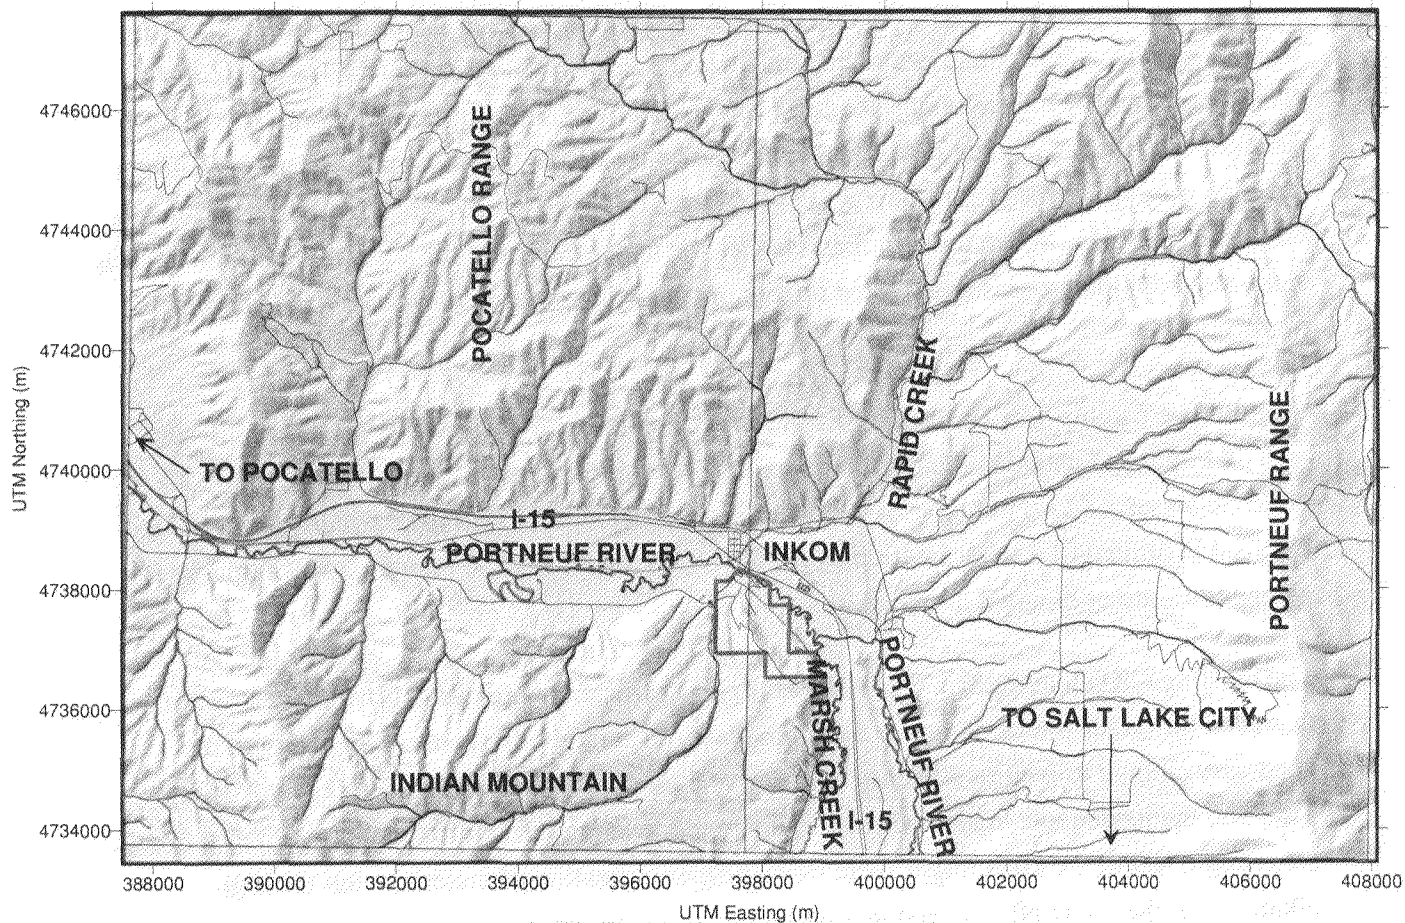 4746000
4744000
4742000
4740000
4738000
4736000
4734000
UTM Northing (m)
POCATELLO RANGE
RAPID CREEK
PORTNEUF RANGE
TO POCATELLO
I-15
PORTNEUF RIVER
INKOM
MARSH CREEK
PORTNEUF RIVER
TO SALT LAKE CITY
INDIAN MOUNTAIN
I-15
388000
390000
392000
394000
396000
398000
400000
402000
404000
406000
408000
UTM Easting (m)